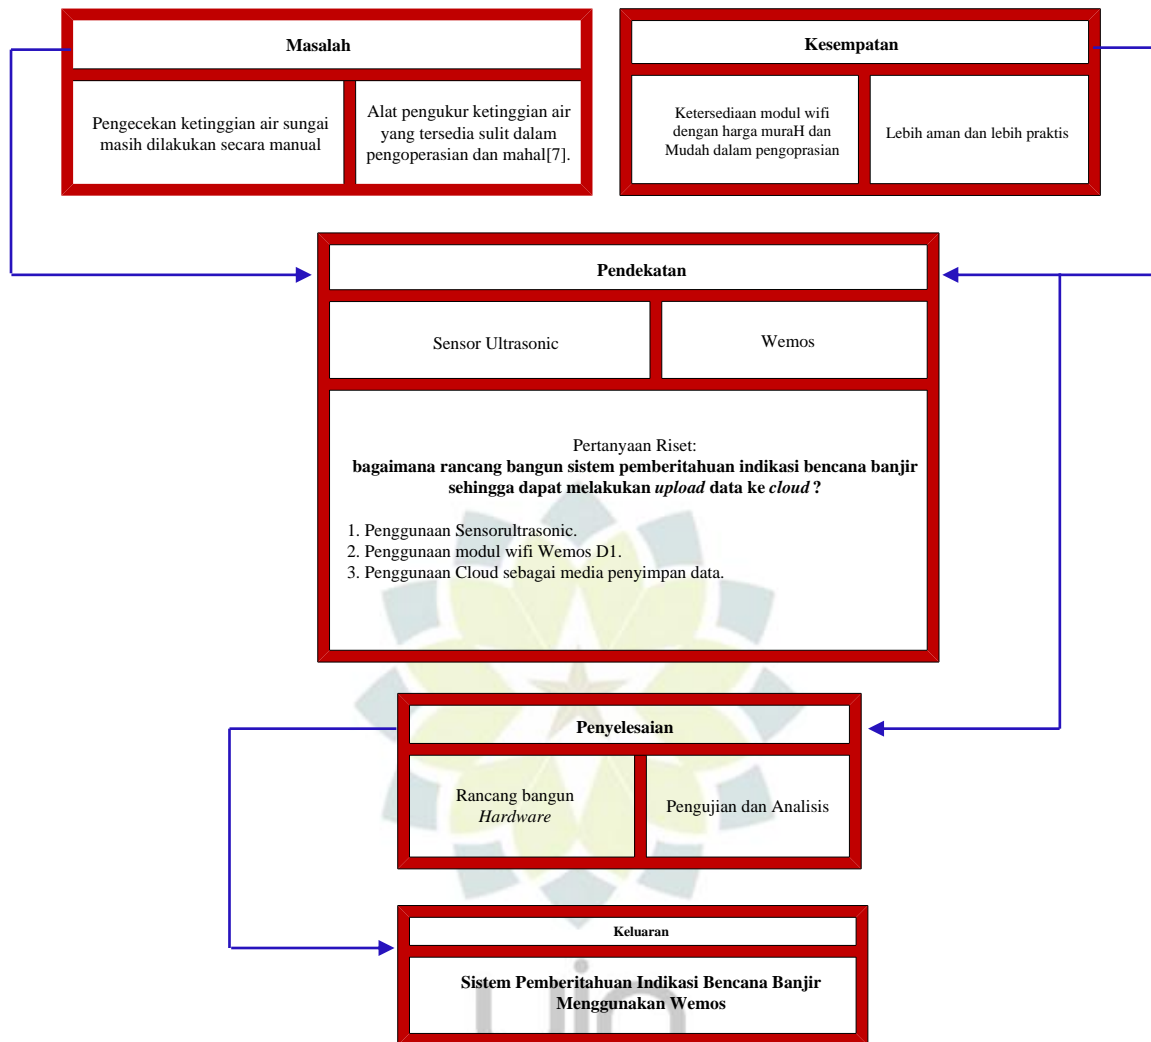 Masalah
Pengecekan ketinggian air sungai
masih dilakukan secara manual
Alat pengukur ketinggian air
yang tersedia sulit dalam
pengoperasian dan mahal[7].
Kesempatan
Ketersediaan modul wifi
dengan harga muraH dan
Mudah dalam pengoprasian
Lebih aman dan lebih praktis
Pendekatan
Sensor Ultrasonic
Wemos
Pertanyaan Riset:
bagaimana rancang bangun sistem pemberitahuan indikasi bencana banjir
sehingga dapat melakukan upload data ke cloud ?
1. Penggunaan Sensorultrasonic.
2. Penggunaan modul wifi Wemos D1.
3. Penggunaan Cloud sebagai media penyimpan data.
Penyelesaian
Rancang bangun
Hardware
Pengujian dan Analisis
Keluaran
Sistem Pemberitahuan Indikasi Bencana Banjir
Menggunakan Wemos
uin